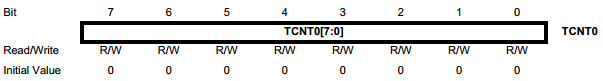 Bit 7 6 5 4 3 2 1 0
TCNT0[7:0] TCNT0
Read/Write R/W R/W R/W R/W R/W R/W R/W R/W
Initial Value 0 0 0 0 0 0 0 0